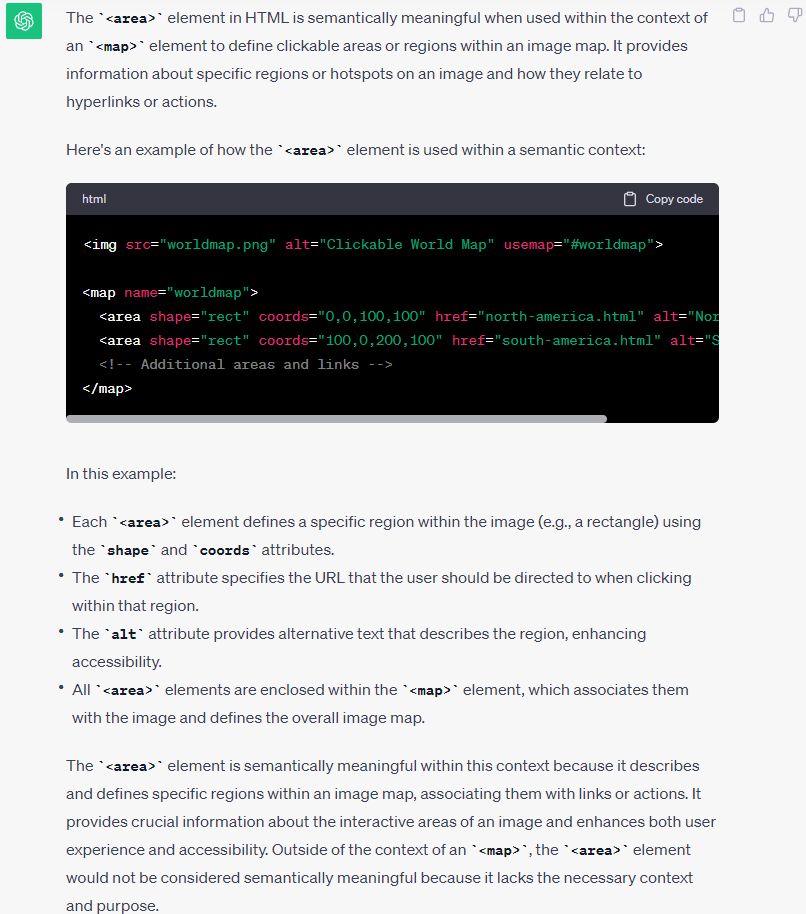 The `<area>` element in HTML is semantically meaningful when used within the context of
an `<map>` element to define clickable areas or regions within an image map. It provides
information about specific regions or hotspots on an image and how they relate to
hyperlinks or actions.
Here's an example of how the `<area>` element is used within a semantic context:
html
Copy code
<img src="worldmap.png" alt="Clickable World Map" usemap="#worldmap">
<map name="worldmap">
<area shape="rect" coords="0,0,100,100" href="north-america.html" alt="Nor
<area shape="rect" coords="100,0,200,100" href="south-america.html" alt="S
<!-- Additional areas and links -->
</map>
In this example:
• Each `<area>` element defines a specific region within the image (e.g., a rectangle) using
the `shape` and `coords` attributes.
• The `href` attribute specifies the URL that the user should be directed to when clicking
within that region.
• The `alt` attribute provides alternative text that describes the region, enhancing
accessibility.
• All `<area>` elements are enclosed within the `<map>` element, which associates them
with the image and defines the overall image map.
The `<area>` element is semantically meaningful within this context because it describes
and defines specific regions within an image map, associating them with links or actions. It
provides crucial information about the interactive areas of an image and enhances both user
experience and accessibility. Outside of the context of an `<map>`, the `<area>` element
would not be considered semantically meaningful because it lacks the necessary context
and purpose.